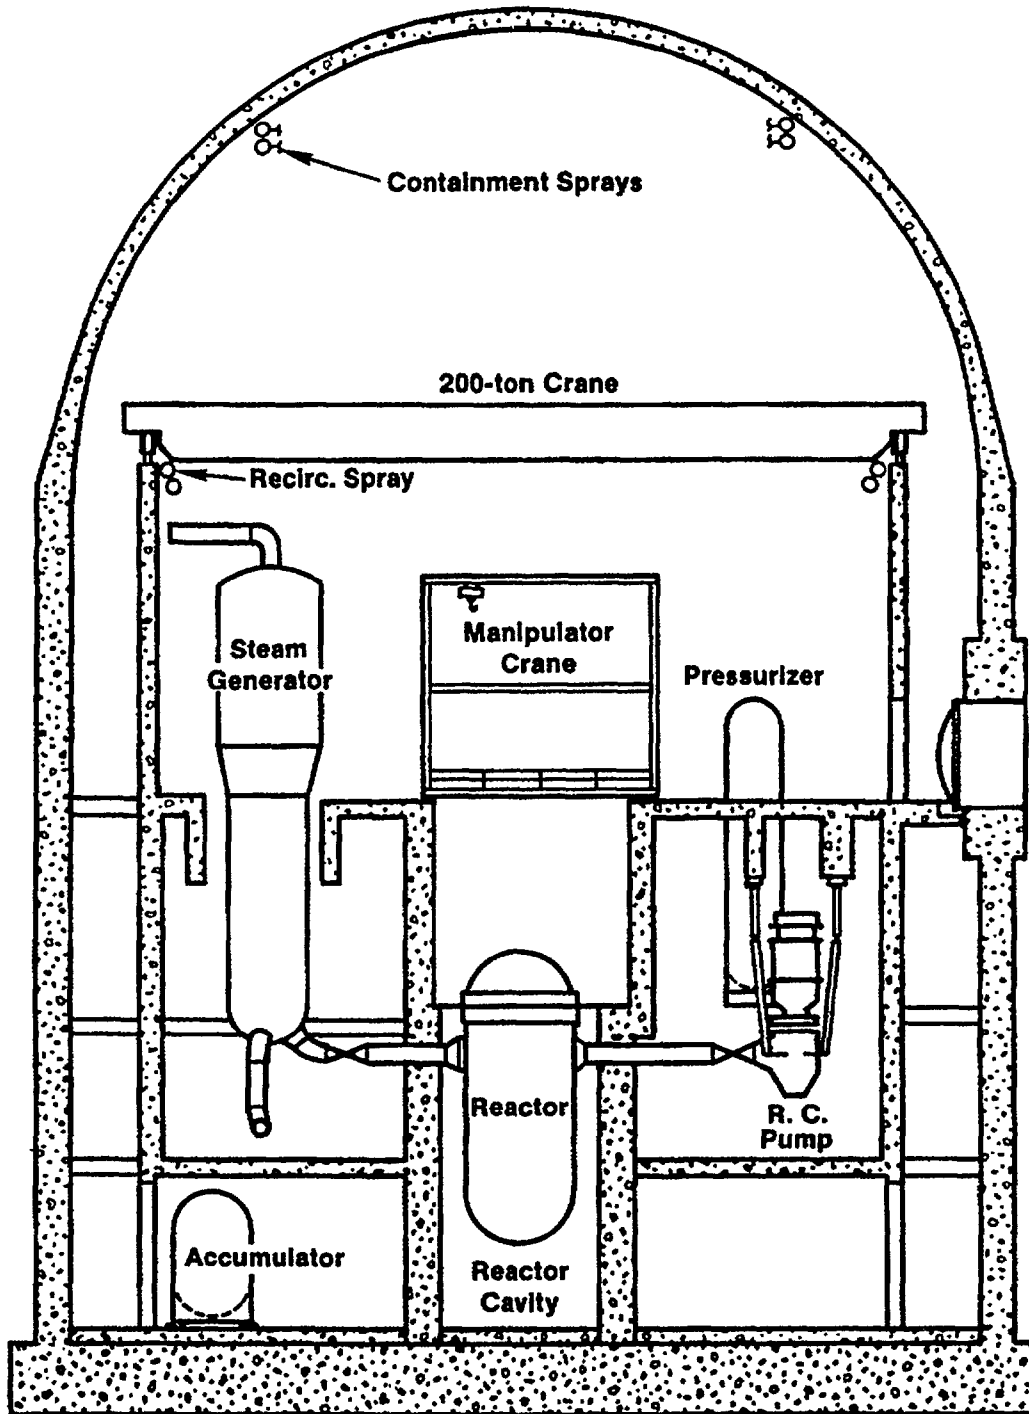 Containment Sprays
200-ton Crane
Recirc. Spray
Manipulator
Crane
Steam
Generator
Pressurizer
Reactor
R. C.
Pump
Accumulator
Reactor
Cavity